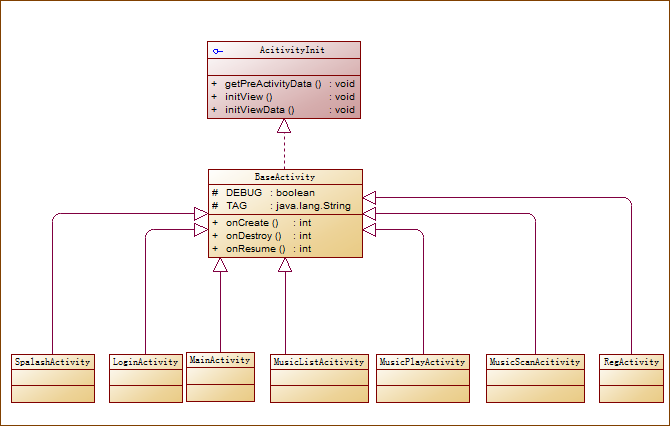 AcitivityInit
+ getPreActivityData () : void
+ initView () : void
+ initViewData () : void
BaseActivity
# DEBUG : boolean
# TAG : java.lang.String
+ onCreate () : int
+ onDestroy () : int
+ onResume () : int
SpalashActivity
LoginActivity
MainActivity
MusicListAcitivity
MusicPlayActivity
MusicScanAcitivity
RegActivity